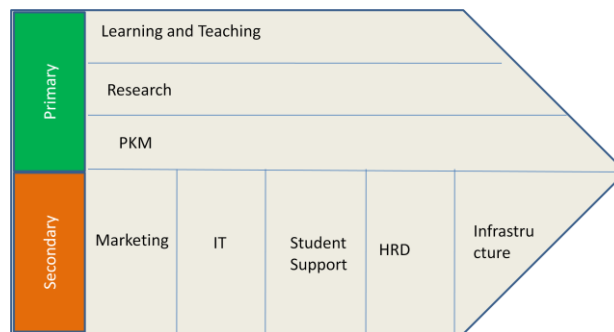 Primary
Learning and Teaching
Research
PKM
Secondary
Marketing
IT
Student
Support
HRD
Infrastru
cture